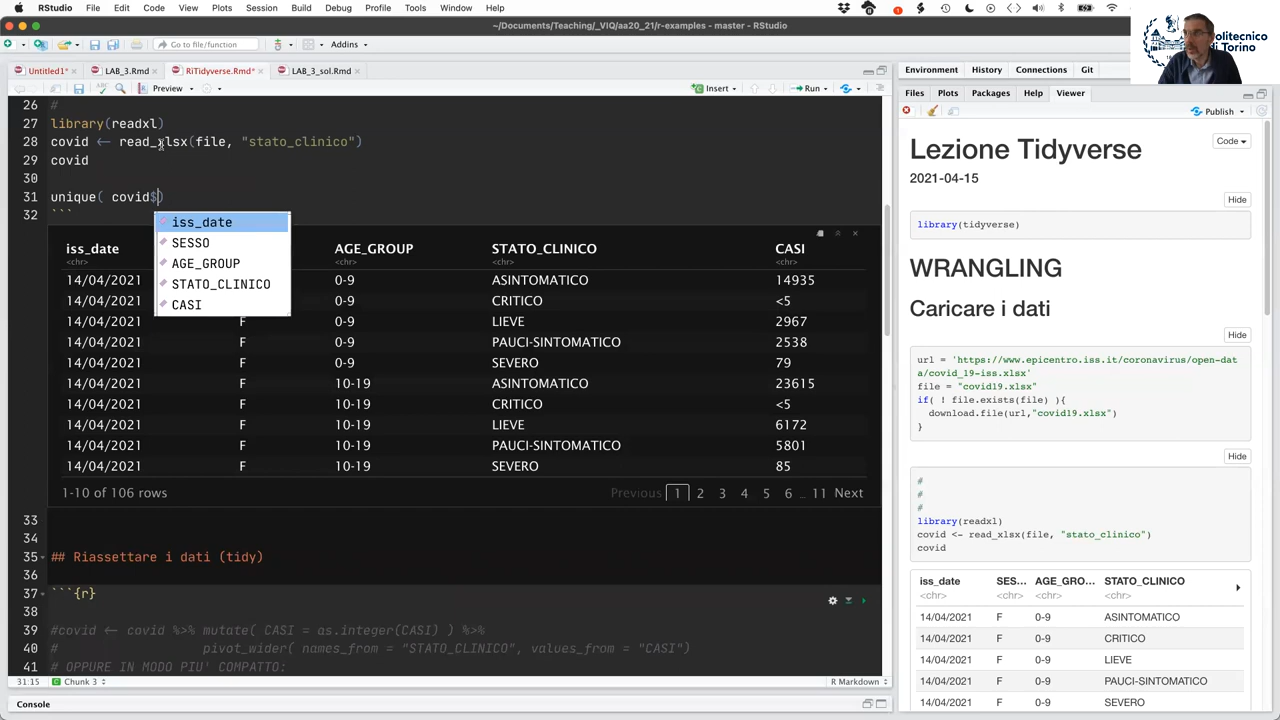 RStudio File Edit Code View Plots Session Build Debug Profile Tools Window Help
~/Documents/Teaching/_VIQ/aa20_21/r-examples - master - RStudio
Go to file/function Addins
Politecnico
di Torino
Untitled1* LAB_3.Rmd RiTidyverse.Rmd* LAB_3_sol.Rmd
Environment History Connections Git
Preview Insert Run
Files Plots Packages Help Viewer
Publish
26 #
27 library(readxl)
28 covid <- read_xlsx(file, "stato_clinico")
29 covid
30
31 unique( covid$)
32 ```
iss_date
SESSO
AGE_GROUP
STATO_CLINICO
CASI
iss_date AGE_GROUP STATO_CLINICO CASI
<chr> <chr> <chr> <chr>
14/04/2021 0-9 ASINTOMATICO 14935
14/04/2021 0-9 CRITICO <5
14/04/2021 F 0-9 LIEVE 2967
14/04/2021 F 0-9 PAUCI-SINTOMATICO 2538
14/04/2021 F 0-9 SEVERO 79
14/04/2021 F 10-19 ASINTOMATICO 23615
14/04/2021 F 10-19 CRITICO <5
14/04/2021 F 10-19 LIEVE 6172
14/04/2021 F 10-19 PAUCI-SINTOMATICO 5801
14/04/2021 F 10-19 SEVERO 85
1-10 of 106 rows Previous 1 2 3 4 5 6 ... 11 Next
33
34
35 ## Riassettare i dati (tidy)
36
37 ```{r}
38
39 #covid <- covid %>% mutate( CASI = as.integer(CASI) ) %>%
40 # pivot_wider( names_from = "STATO_CLINICO", values_from = "CASI")
41 # OPPURE IN MODO PIU' COMPATTO:
31:15 Chunk 3 R Markdown
Console
Lezione Tidyverse
Code
2021-04-15
Hide
library(tidyverse)
WRANGLING
Caricare i dati
Hide
url = 'https://www.epicentro.iss.it/coronavirus/open-dat
a/covid_19-iss.xlsx'
file = "covid19.xlsx"
if( ! file.exists(file) ){
download.file(url,"covid19.xlsx")
}
Hide
#
#
#
library(readxl)
covid <- read_xlsx(file, "stato_clinico")
covid
iss_date SES... AGE_GRO... STATO_CLINICO
<chr> <chr> <chr> <chr>
14/04/2021 F 0-9 ASINTOMATICO
14/04/2021 F 0-9 CRITICO
14/04/2021 F 0-9 LIEVE
14/04/2021 F 0-9 PAUCI-SINTOMATICO
14/04/2021 F 0-9 SEVERO